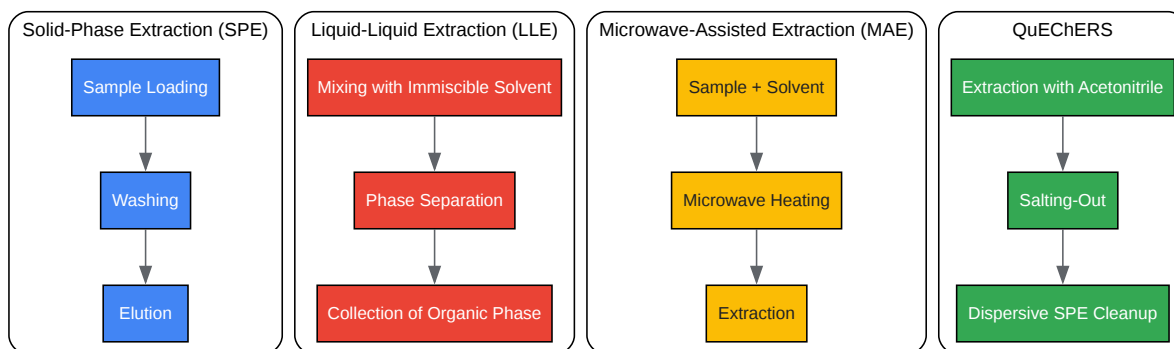 Solid-Phase Extraction (SPE)
Sample Loading
Washing
Elution
Liquid-Liquid Extraction (LLE)
Mixing with Immiscible Solvent
Phase Separation
Collection of Organic Phase
Microwave-Assisted Extraction (MAE)
Sample + Solvent
Microwave Heating
Extraction
QuEChERS
Extraction with Acetonitrile
Salting-Out
Dispersive SPE Cleanup